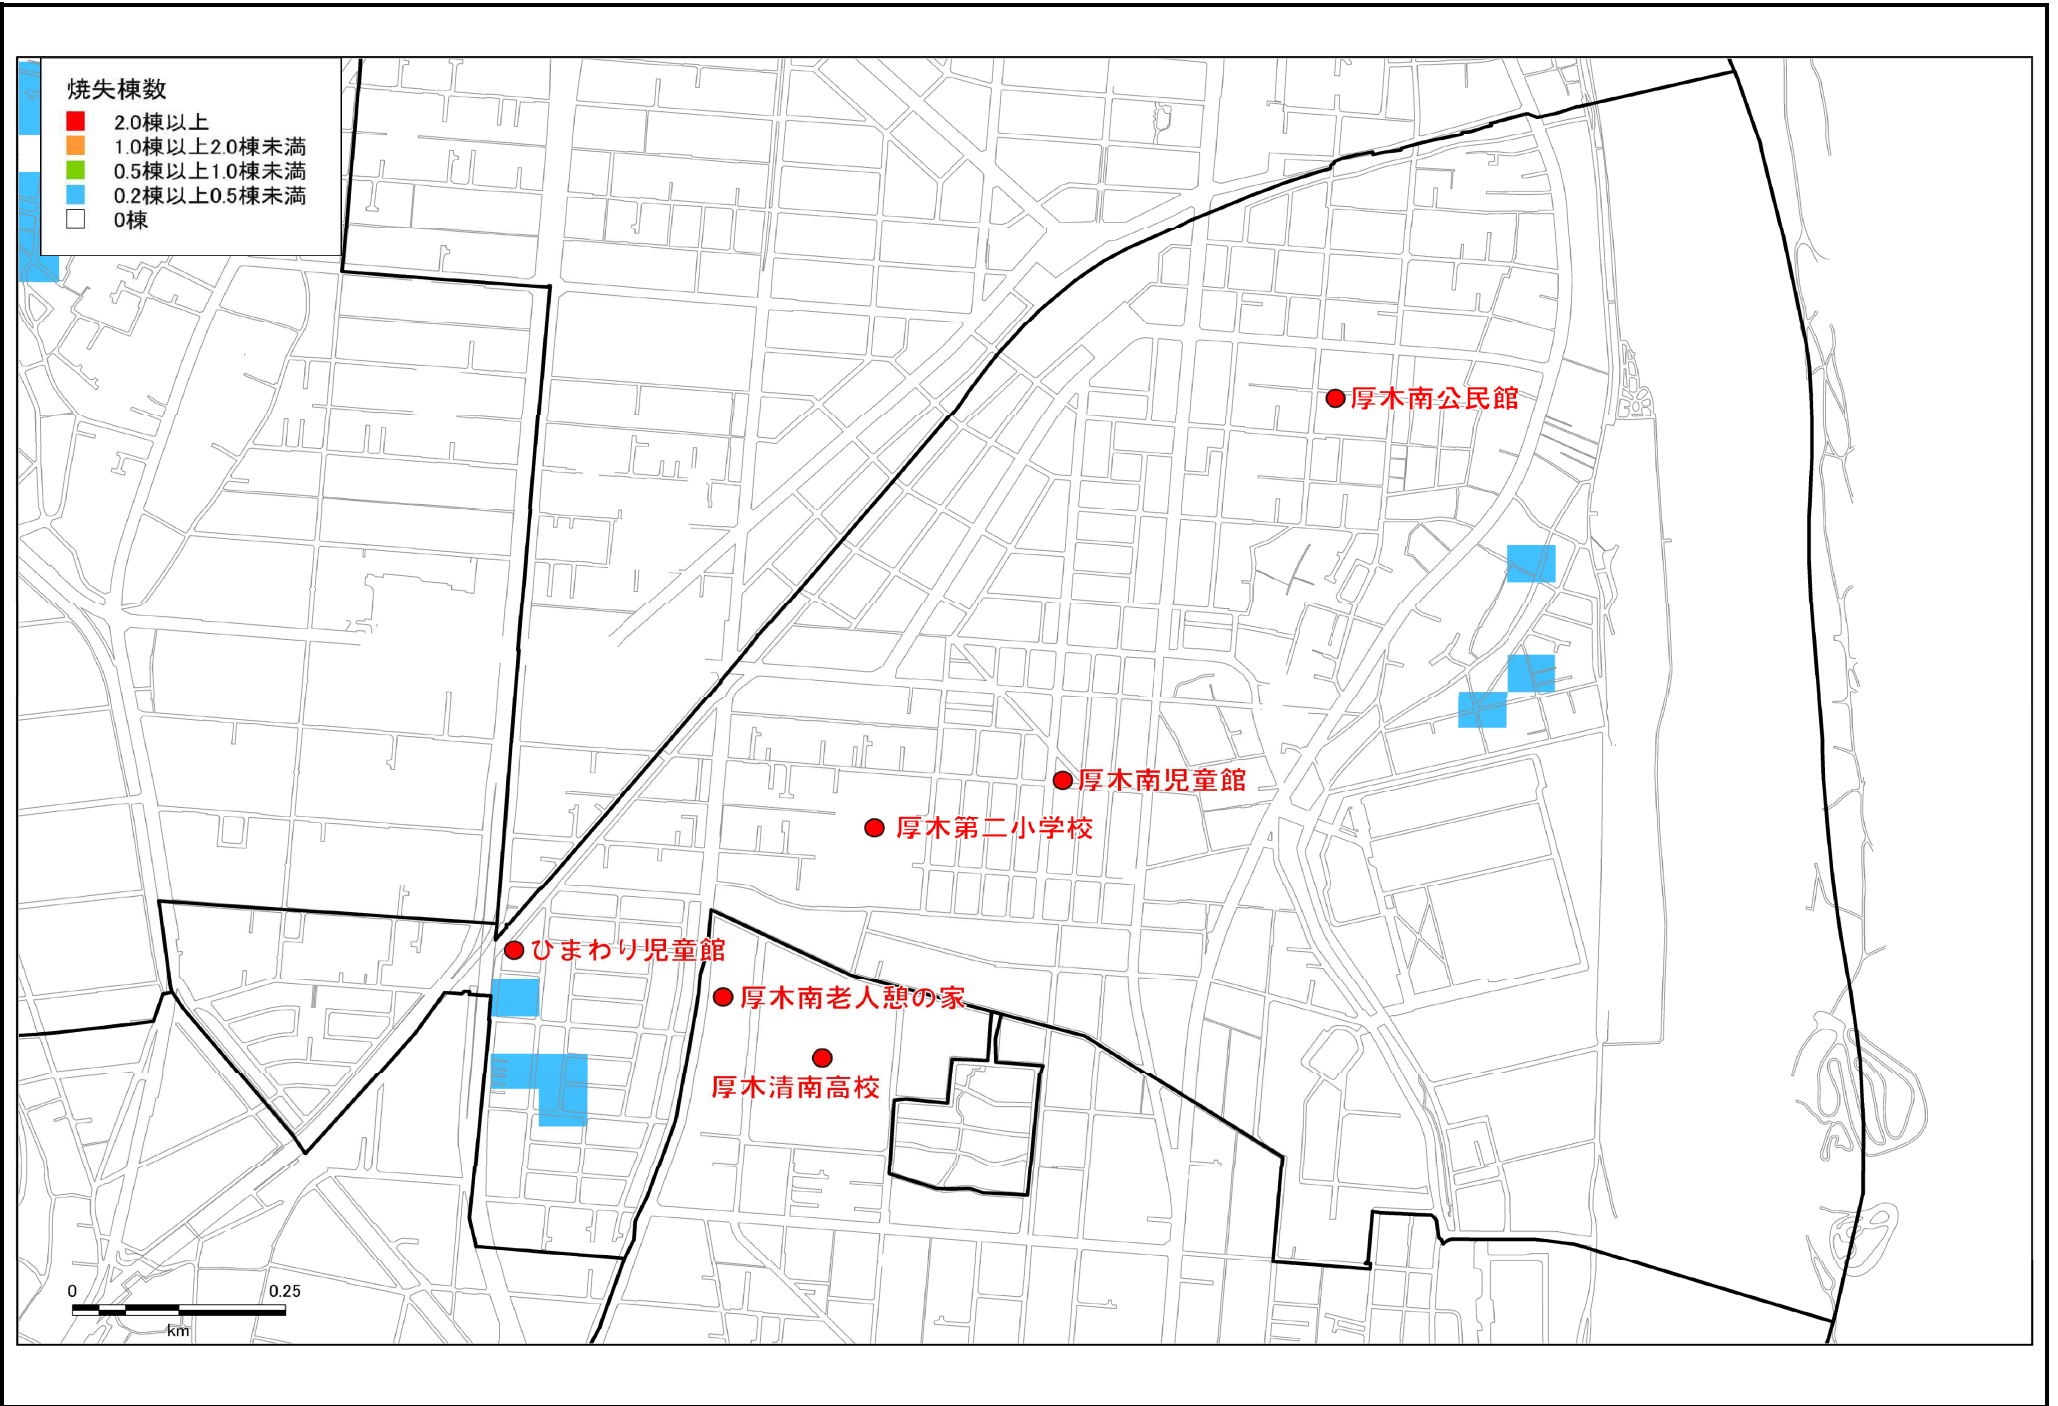 焼失棟数
2.0棟以上
1.0棟以上2.0棟未満
0.5棟以上1.0棟未満
0.2棟以上0.5棟未満
0棟
厚木南公民館
厚木南児童館
厚木第二小学校
ひまわり児童館
厚木南老人憩の家
厚木清南高校
0 0.25
km